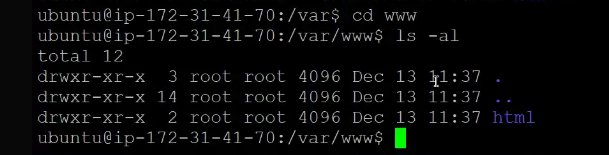 ubuntu@ip-172-31-41-70:/var$ cd www
ubuntu@ip-172-31-41-70:/var/www$ ls -al
total 12
drwxr-xr-x  3 root root 4096 Dec 13 11:37 .
drwxr-xr-x 14 root root 4096 Dec 13 11:37 ..
drwxr-xr-x  2 root root 4096 Dec 13 11:37 html
ubuntu@ip-172-31-41-70:/var/www$